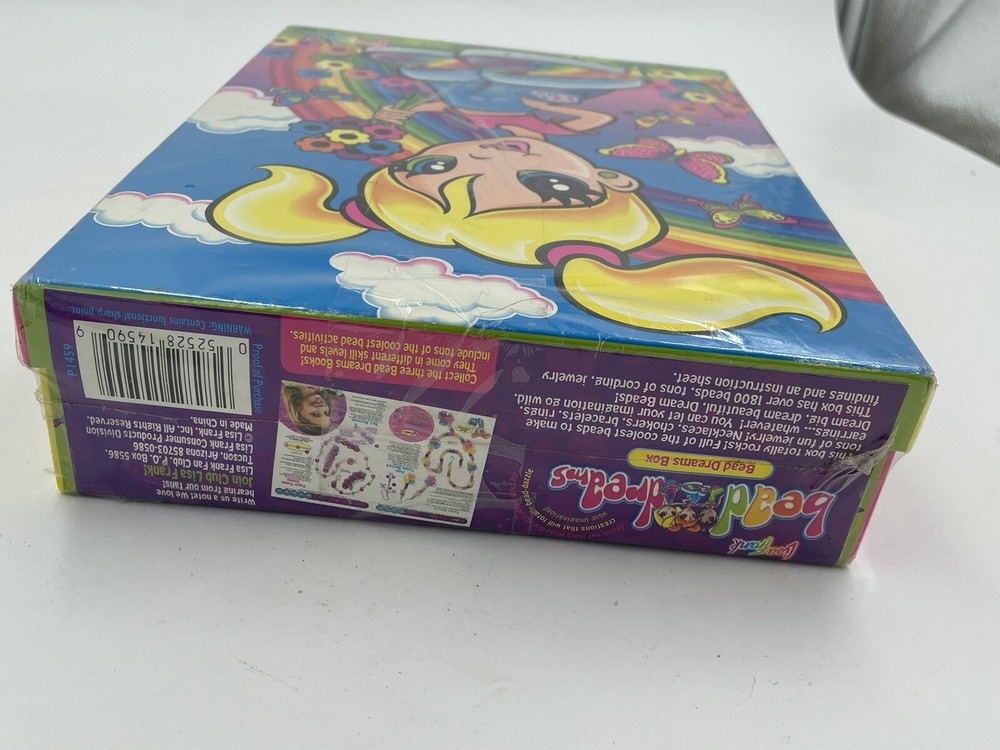 Lisa Frank
bead dreams
Bead Dreams Box
This box totally rocks! Full of the coolest beads to make
tons of fun jewelry! Necklaces, chokers, bracelets, rings,
earrings... whatever! You can let your imagination go wild.
Dream big, dream beautiful. Dream Beads!
This box has over 1800 beads, tons of cording, jewelry
findings and an instruction sheet.
creations that will totally bead-dazzle
your imagination!
Collect the three Bead Dreams Books!
They come in different skill levels and
include tons of the coolest bead activities.
Write us a note! We love
hearing from our fans!
Join Club Lisa Frank!
Lisa Frank Fan Club, P.O. Box 5586,
Tucson, Arizona 85703-0586
Lisa Frank Consumer Products Division
© Lisa Frank, Inc. All Rights Reserved.
Made in China.
Proof of Purchase
0 52528 14590 9
P1459
WARNING: Contains functional sharp point.